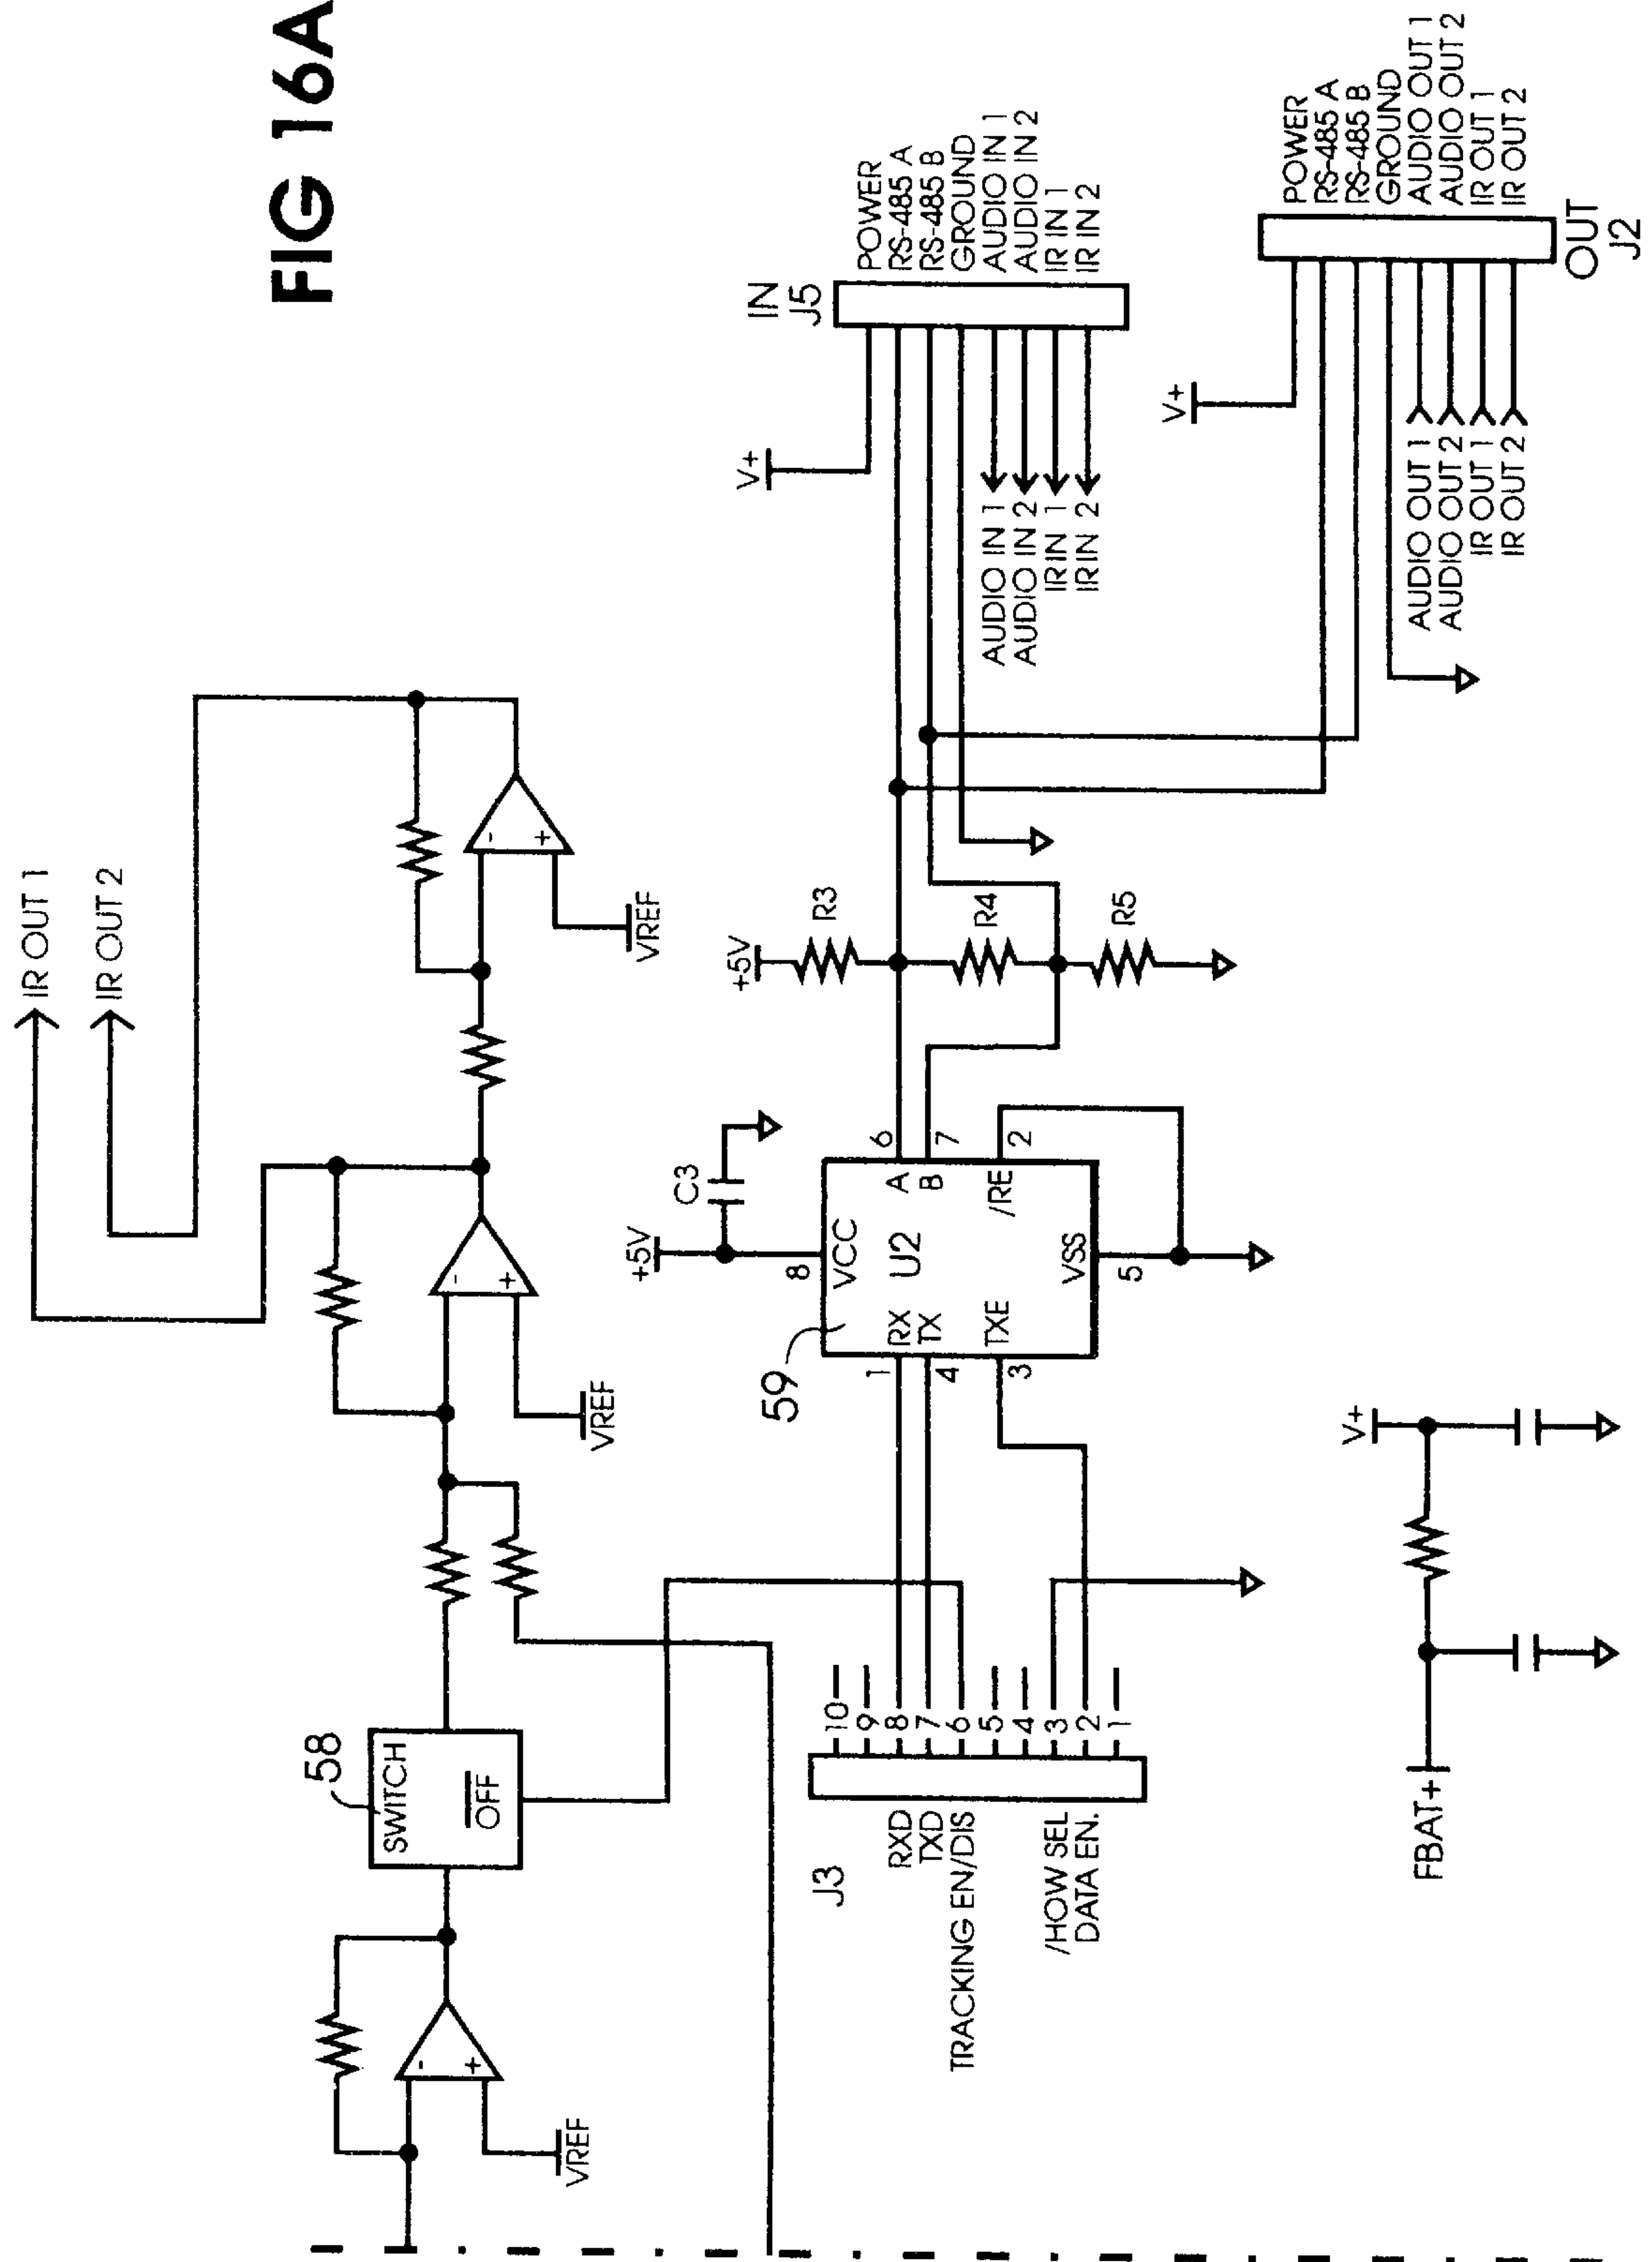 FIG 16A
IR OUT 1
IR OUT 2
58
SWITCH
OFF
-
+
VREF
-
+
VREF
-
+
VREF
J3
RXD
TXD
TRACKING EN/DIS
/HOW SEL
DATA EN.
10
9
8
7
6
5
4
3
2
1
59
+5V
C3
8
VCC
U2
RX
TX
TXE
A
B
/RE
VSS
1
4
3
6
7
2
5
+5V
R3
R4
R5
V+
IN
J5
POWER
RS-485 A
RS-485 B
GROUND
AUDIO IN 1
AUDIO IN 2
IR IN 1
IR IN 2
AUDIO IN 1
AUDIO IN 2
IR IN 1
IR IN 2
V+
POWER
RS-485 A
RS-485 B
GROUND
AUDIO OUT 1
AUDIO OUT 2
IR OUT 1
IR OUT 2
AUDIO OUT 1
AUDIO OUT 2
IR OUT 1
IR OUT 2
OUT
J2
FBAT+
V+